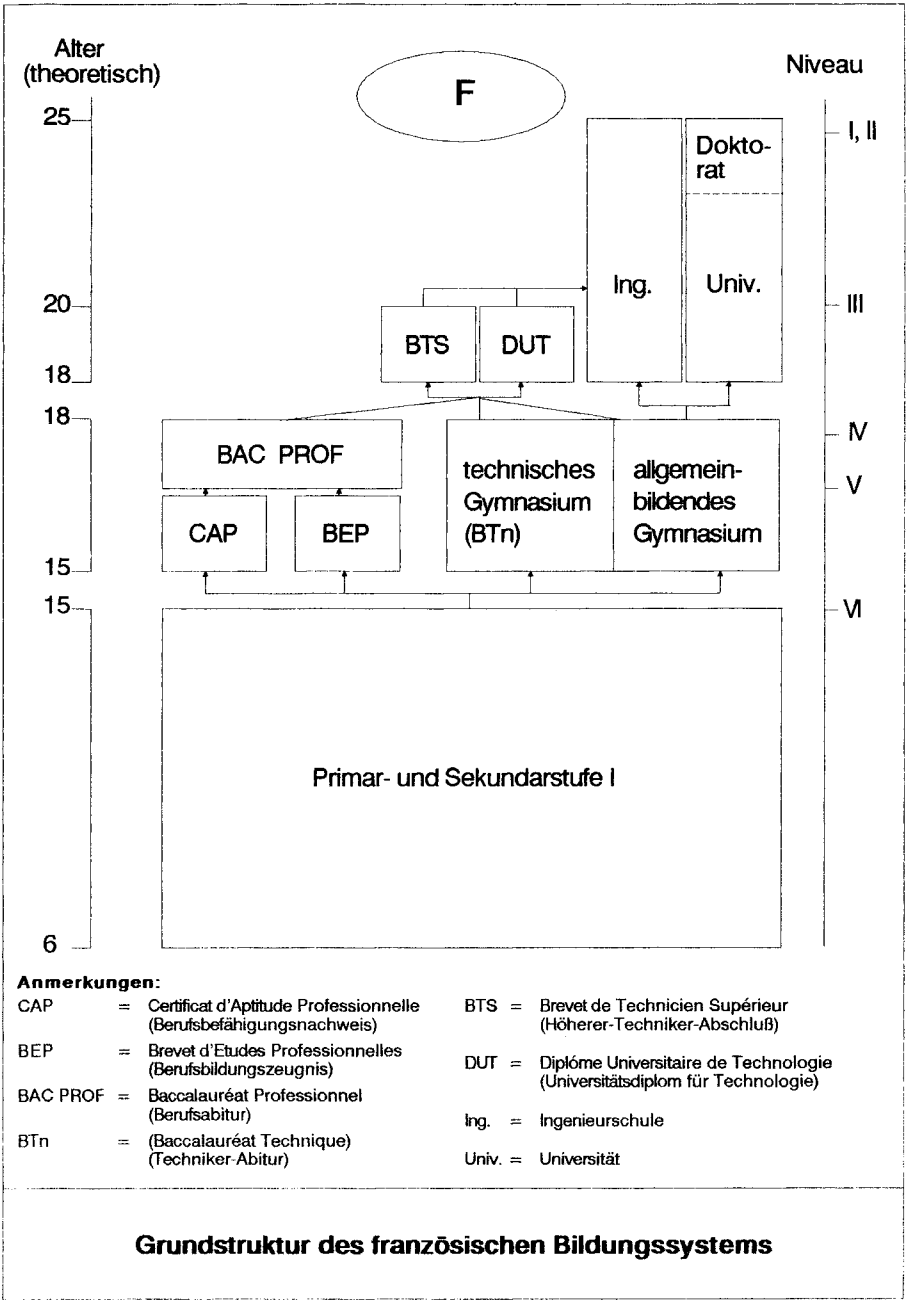 Alter
(theoretisch)
Niveau
F
25
I, II
Dokto-
rat
Ing.
Univ.
20
III
BTS
DUT
18
18
IV
BAC PROF
technisches
Gymnasium
(BTn)
allgemein-
bildendes
Gymnasium
V
CAP
BEP
15
15
VI
Primar- und Sekundarstufe I
6
Anmerkungen:
CAP = Certificat d'Aptitude Professionnelle
(Berufsbefähigungsnachweis)
BEP = Brevet d'Etudes Professionnelles
(Berufsbildungszeugnis)
BAC PROF = Baccalauréat Professionnel
(Berufsabitur)
BTn = (Baccalauréat Technique)
(Techniker-Abitur)
BTS = Brevet de Technicien Supérieur
(Höherer-Techniker-Abschluß)
DUT = Diplóme Universitaire de Technologie
(Universitätsdiplom für Technologie)
Ing. = Ingenieurschule
Univ. = Universität
Grundstruktur des französischen Bildungssystems